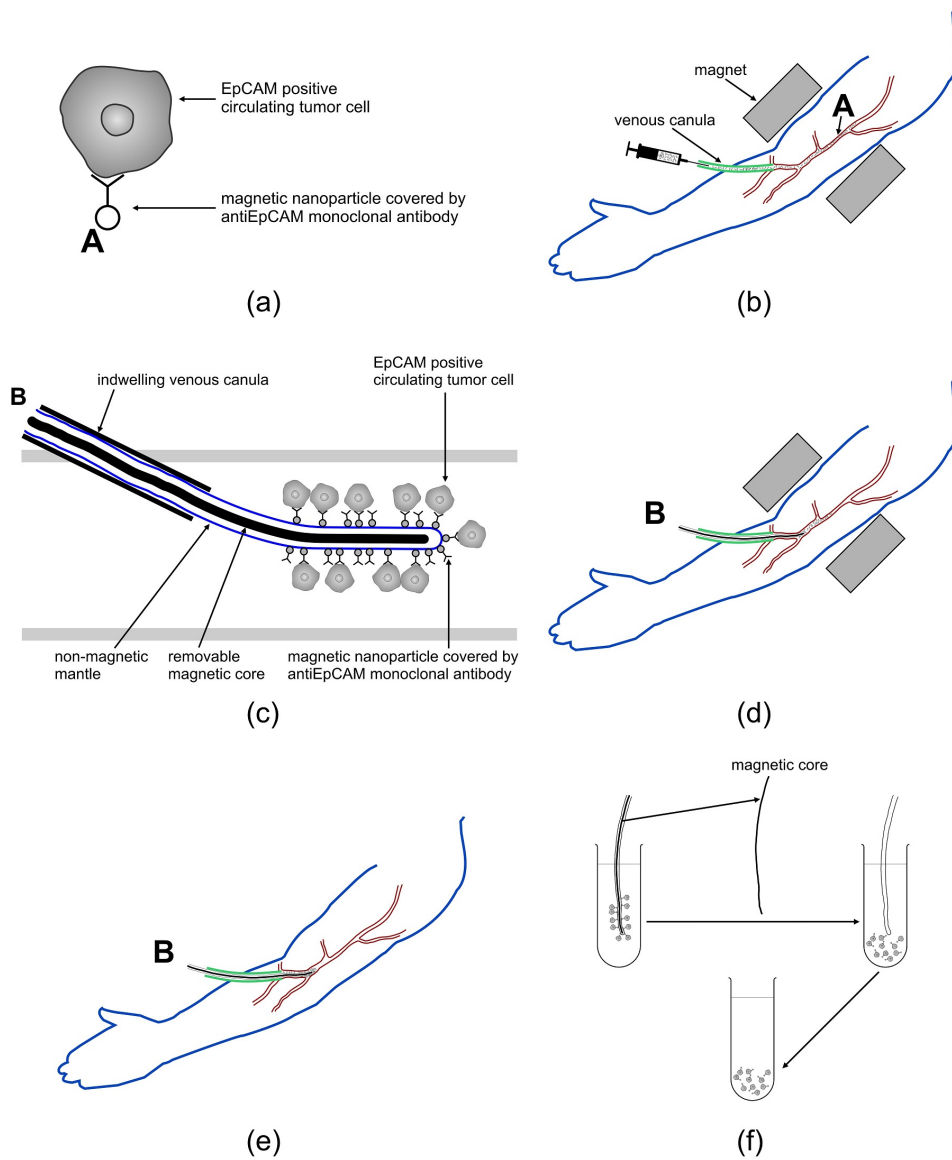 EpCAM positive
circulating tumor cell
magnetic nanoparticle covered by
antiEpCAM monoclonal antibody
A
(a)
magnet
A
venous canula
(b)
EpCAM positive
circulating tumor cell
indwelling venous canula
B
non-magnetic
mantle
removable
magnetic core
magnetic nanoparticle covered by
antiEpCAM monoclonal antibody
(c)
B
(d)
B
(e)
magnetic core
(f)